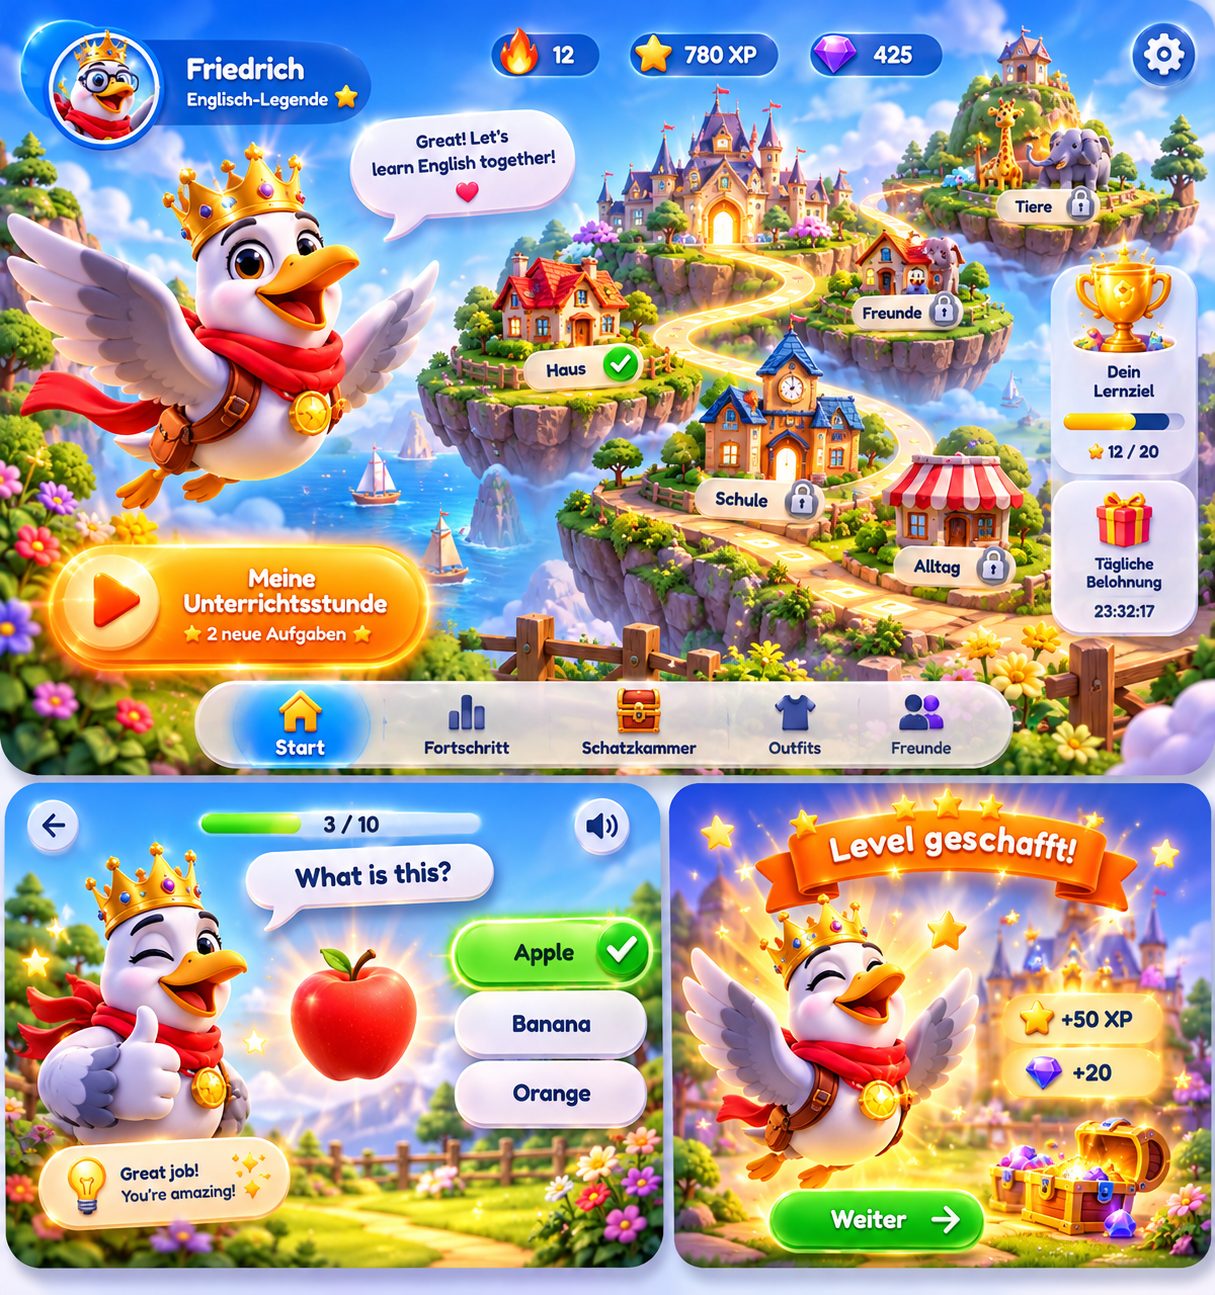 Friedrich
Englisch-Legende
12
780 XP
425
Great! Let's
learn English together!
Tiere
Freunde
Haus
Schule
Alltag
Dein
Lernziel
12 / 20
Tägliche
Belohnung
23:32:17
Meine
Unterrichtsstunde
2 neue Aufgaben
Start
Fortschritt
Schatzkammer
Outfits
Freunde
3 / 10
What is this?
Apple
Banana
Orange
Great job!
You're amazing!
Level geschafft!
+50 XP
+20
Weiter